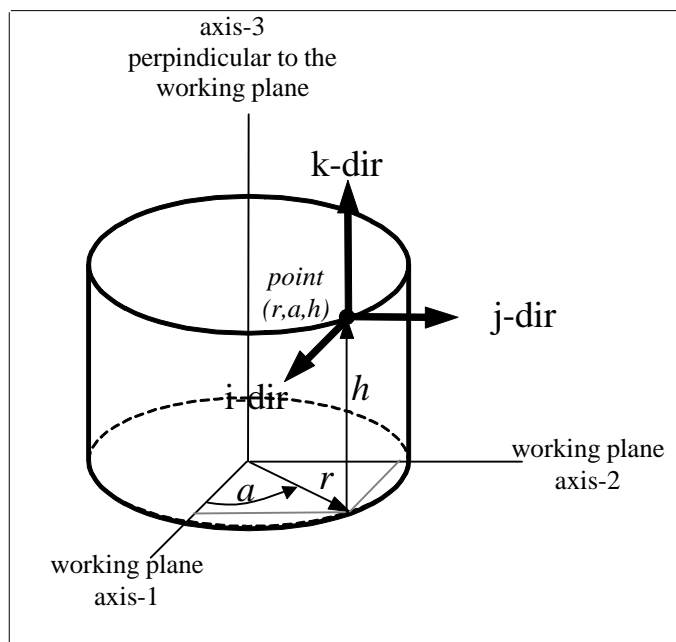 axis-3
perpindicular to the
working plane
k-dir
point
(r,a,h)
j-dir
i-dir
h
working plane
axis-2
a
r
working plane
axis-1